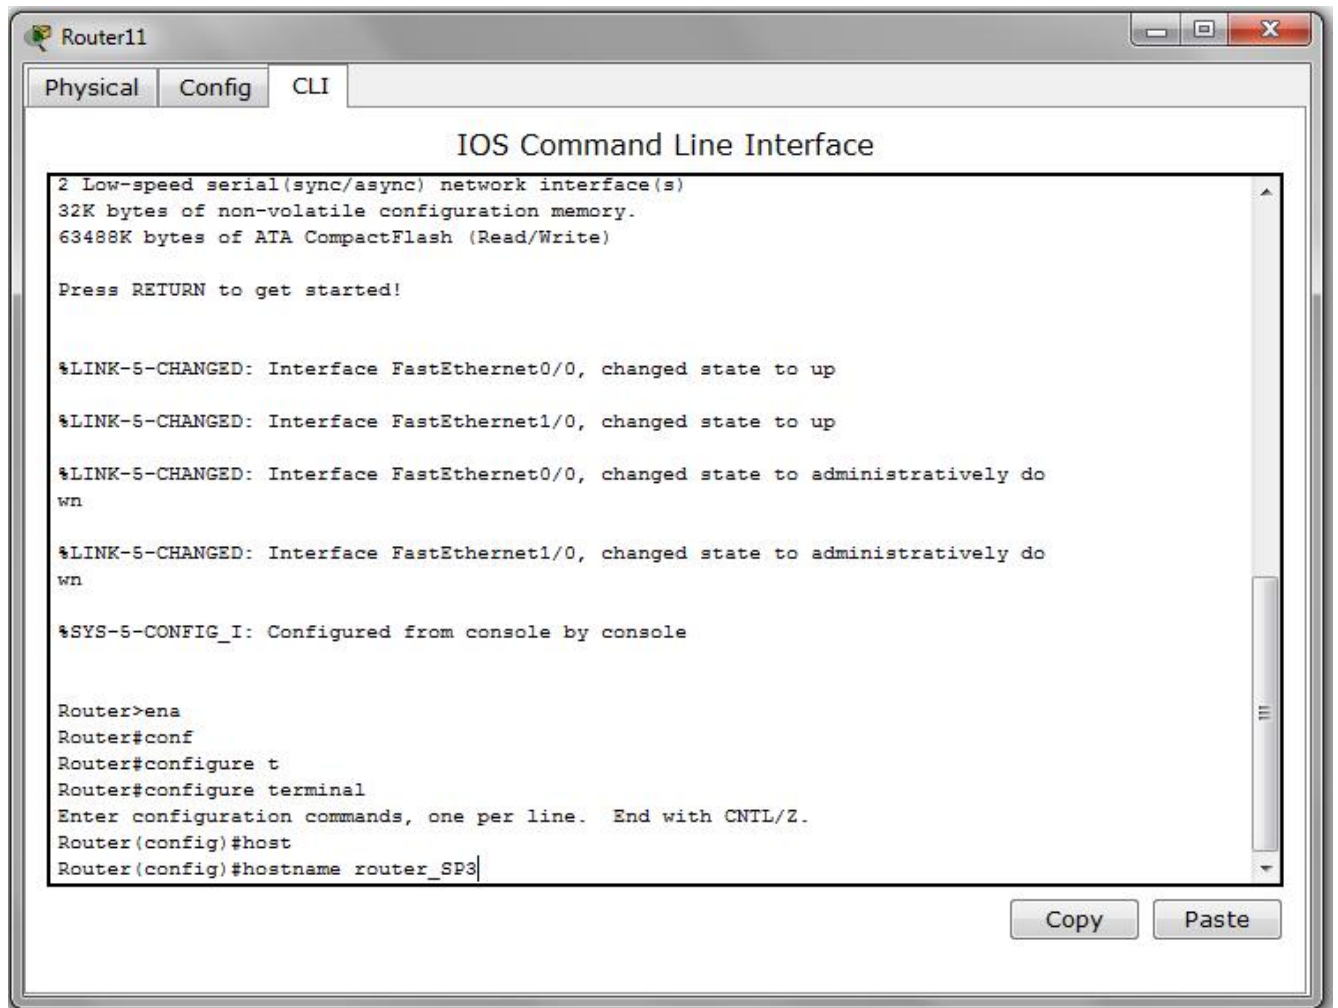 Router11
Physical Config CLI
IOS Command Line Interface
2 Low-speed serial(sync/async) network interface(s)
32K bytes of non-volatile configuration memory.
63488K bytes of ATA CompactFlash (Read/Write)
Press RETURN to get started!
%LINK-5-CHANGED: Interface FastEthernet0/0, changed state to up
%LINK-5-CHANGED: Interface FastEthernet1/0, changed state to up
%LINK-5-CHANGED: Interface FastEthernet0/0, changed state to administratively do
wn
%LINK-5-CHANGED: Interface FastEthernet1/0, changed state to administratively do
wn
%SYS-5-CONFIG_I: Configured from console by console
Router>ena
Router#conf
Router#configure t
Router#configure terminal
Enter configuration commands, one per line.  End with CNTL/Z.
Router(config)#host
Router(config)#hostname router_SP3
Copy Paste